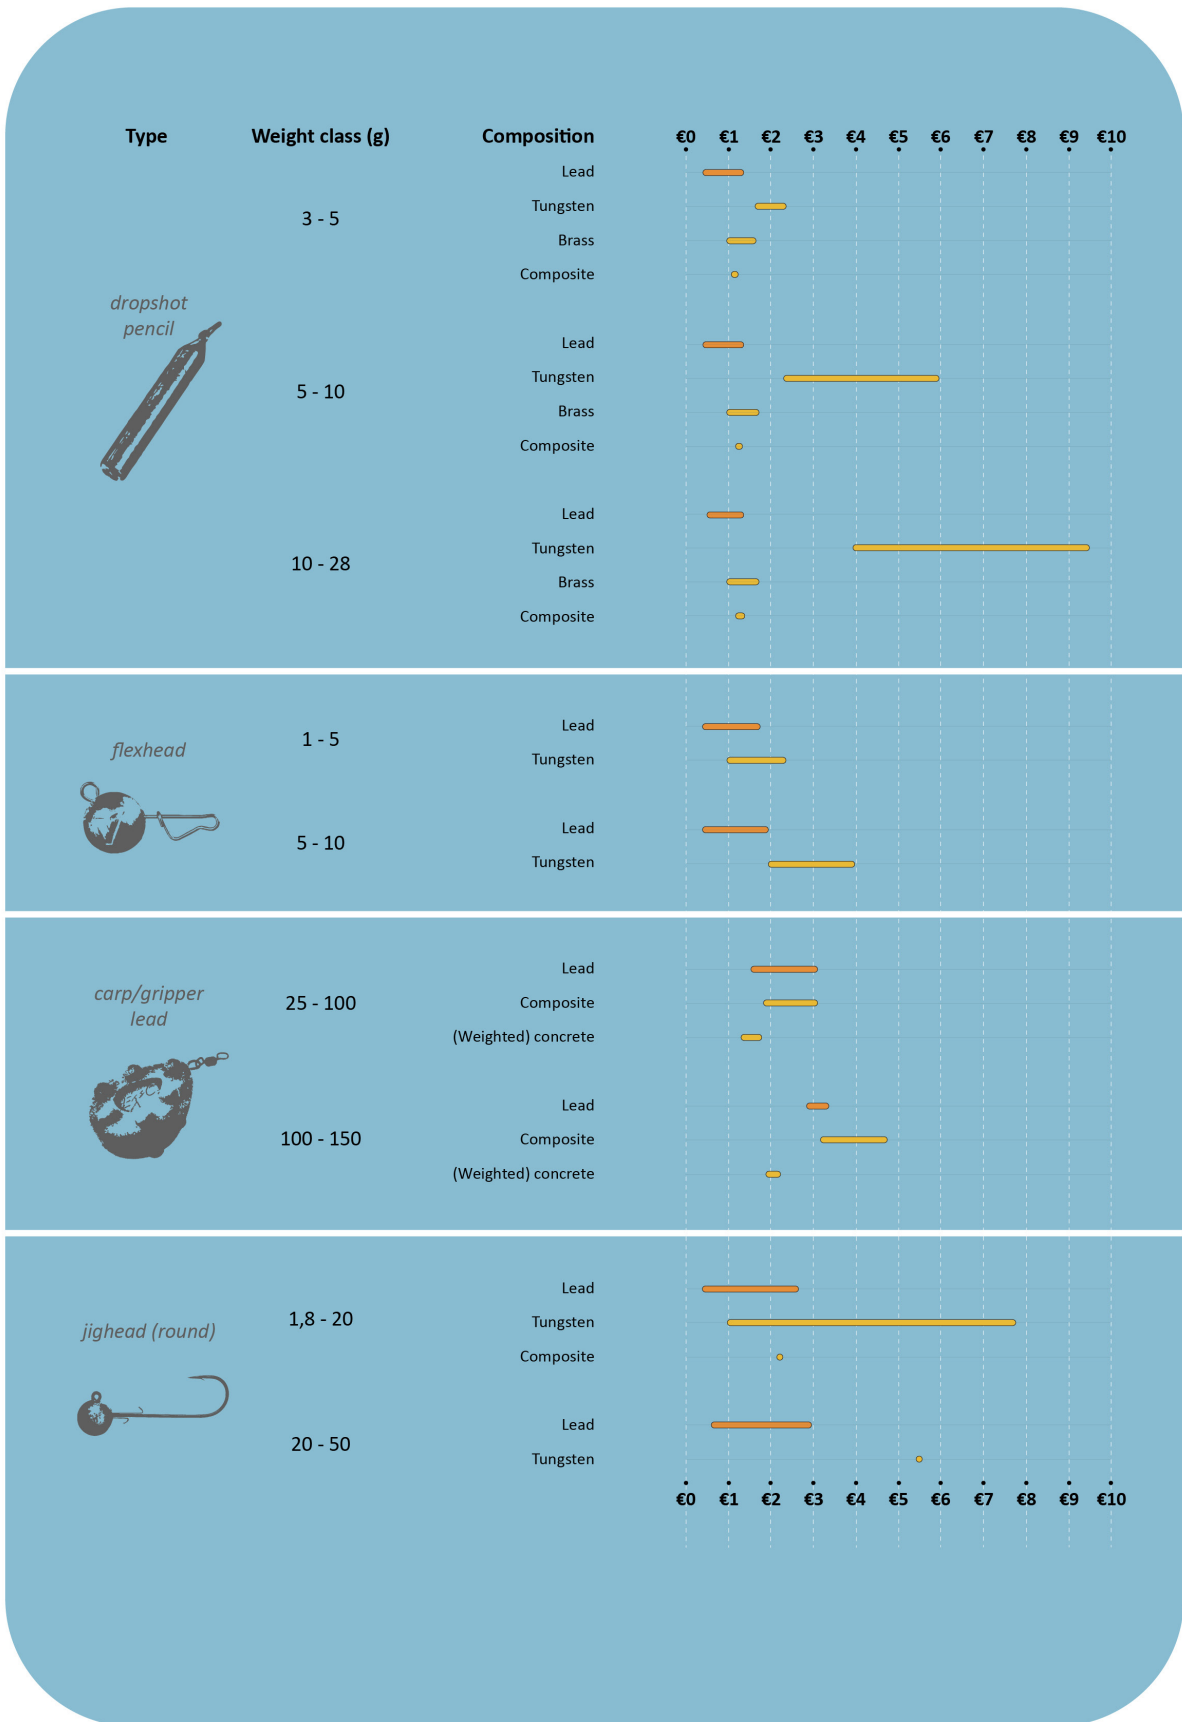 Type Weight class (g) Composition €0 €1 €2 €3 €4 €5 €6 €7 €8 €9 €10
Lead
Tungsten
3 - 5
Brass
Composite
dropshot
pencil
Lead
Tungsten
5 - 10
Brass
Composite
Lead
Tungsten
10 - 28
Brass
Composite
Lead
1 - 5
flexhead
Tungsten
Lead
5 - 10
Tungsten
Lead
carp/gripper
lead
25 - 100
Composite
(Weighted) concrete
Lead
100 - 150
Composite
(Weighted) concrete
Lead
1,8 - 20
Tungsten
jighead (round)
Composite
Lead
20 - 50
Tungsten
€0 €1 €2 €3 €4 €5 €6 €7 €8 €9 €10